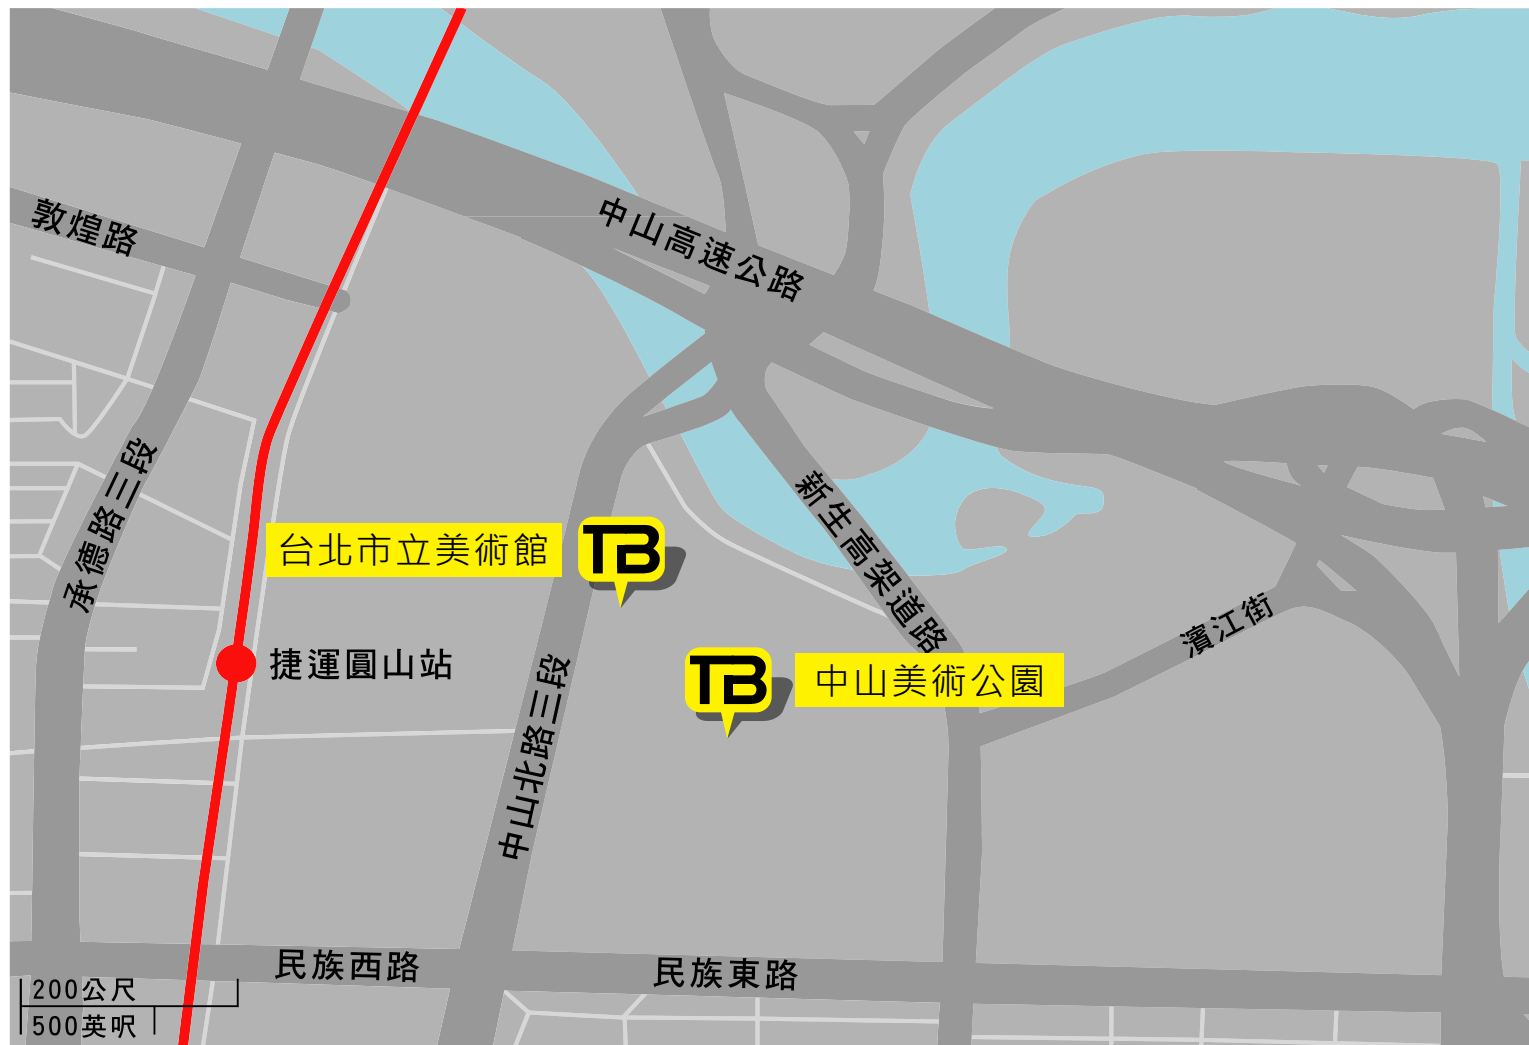 敦煌路
中山高速公路
承德路三段
新生高架道路
台北市立美術館
TB
濱江街
捷運圓山站
TB
中山美術公園
中山北路三段
民族西路
民族東路
200公尺
500英呎